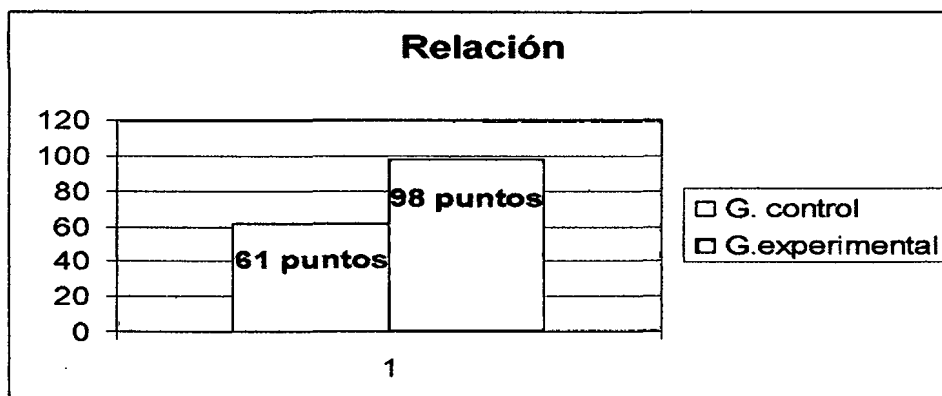 Relación
120
100
80
60
40
20
0
61 puntos
98 puntos
1
G. control
G.experimental